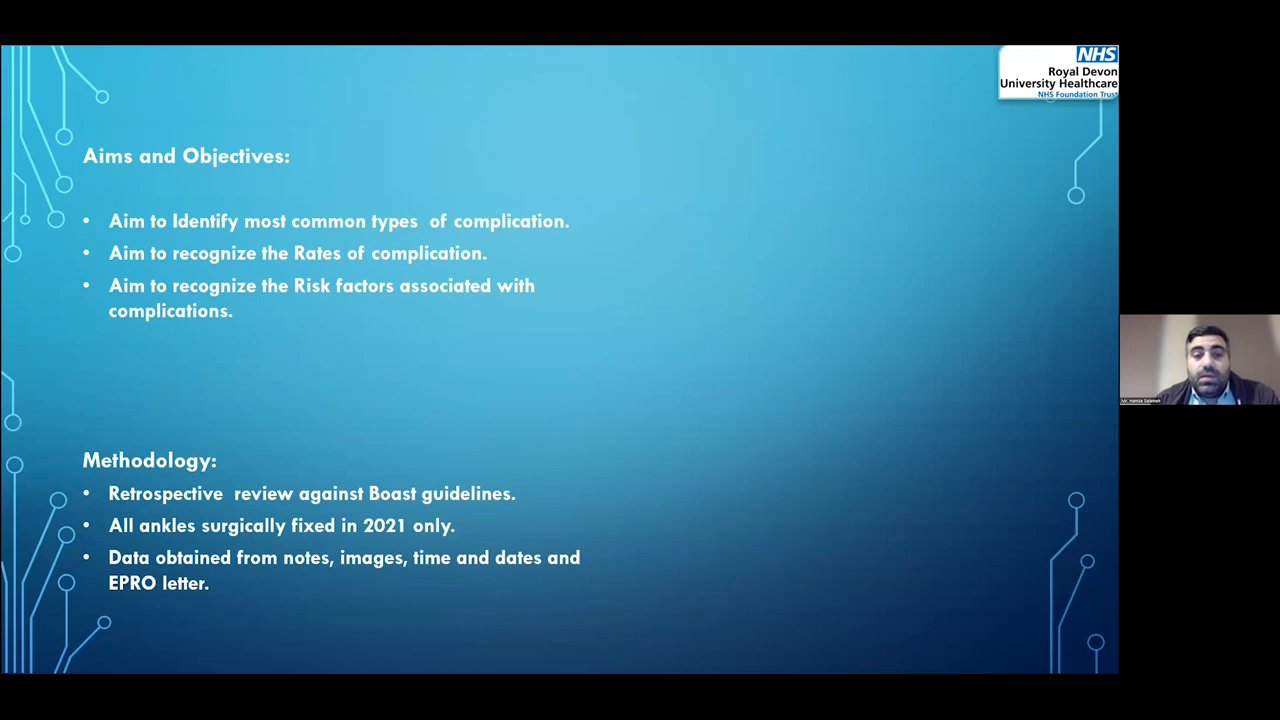 NHS
Royal Devon
University Healthcare
NHS Foundation Trust
Aims and Objectives:
• Aim to Identify most common types of complication.
• Aim to recognize the Rates of complication.
• Aim to recognize the Risk factors associated with
complications.
Methodology:
• Retrospective review against Boast guidelines.
• All ankles surgically fixed in 2021 only.
• Data obtained from notes, images, time and dates and
EPRO letter.
Mr. Hamza Salameh